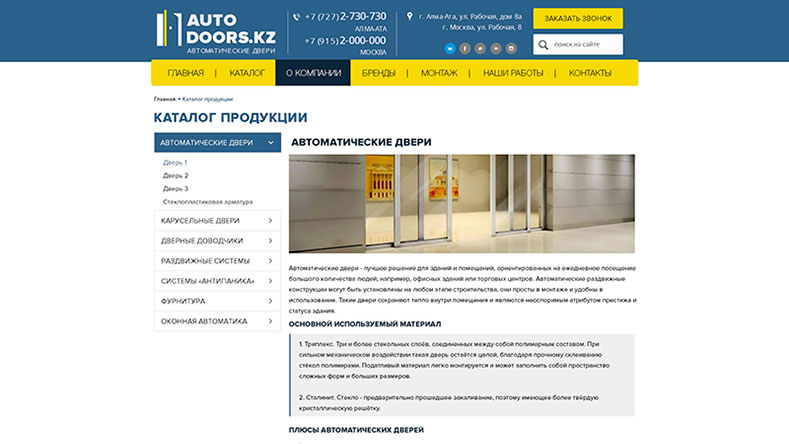 AUTO
DOORS.KZ
АВТОМАТИЧЕСКИЕ ДВЕРИ
+7 (727) 2-730-730
АЛМА-АТА
+7 (915) 2-000-000
МОСКВА
г. Алма-Ата, ул. Рабочая, дом 8а
г. Москва, ул. Рабочая, 8
ЗАКАЗАТЬ ЗВОНОК
поиск на сайте
ГЛАВНАЯ | КАТАЛОГ О КОМПАНИИ БРЕНДЫ | МОНТАЖ | НАШИ РАБОТЫ | КОНТАКТЫ
Главная • Каталог продукции
КАТАЛОГ ПРОДУКЦИИ
АВТОМАТИЧЕСКИЕ ДВЕРИ
Дверь 1
Дверь 2
Дверь 3
Стеклопластиковая арматура
КАРУСЕЛЬНЫЕ ДВЕРИ
ДВЕРНЫЕ ДОВОДЧИКИ
РАЗДВИЖНЫЕ СИСТЕМЫ
СИСТЕМЫ «АНТИПАНИКА»
ФУРНИТУРА
ОКОННАЯ АВТОМАТИКА
АВТОМАТИЧЕСКИЕ ДВЕРИ
Автоматические двери - лучшее решение для зданий и помещений, ориентированных на ежедневное посещение
большого количества людей, например, офисных зданий или торговых центров. Автоматические раздвижные
конструкции могут быть установлены на любом этапе строительства, они просты в монтаже и удобны в
использовании. Такие двери сохраняют тепло внутри помещения и являются неоспоримым атрибутом престижа и
статуса здания.
ОСНОВНОЙ ИСПОЛЬЗУЕМЫЙ МАТЕРИАЛ
1. Триплекс. Три и более стекольных слоёв, соединенных между собой полимерным составом. При
сильном механическом воздействии такая дверь остаётся целой, благодаря прочному склеиванию
стёкол полимерами. Податливый материал легко монтируется и может заполнить собой пространство
сложных форм и больших размеров.
2. Сталинит. Стекло - предварительно прошедшее закаливание, поэтому имеющее более твёрдую
кристаллическую решётку.
ПЛЮСЫ АВТОМАТИЧЕСКИХ ДВЕРЕЙ